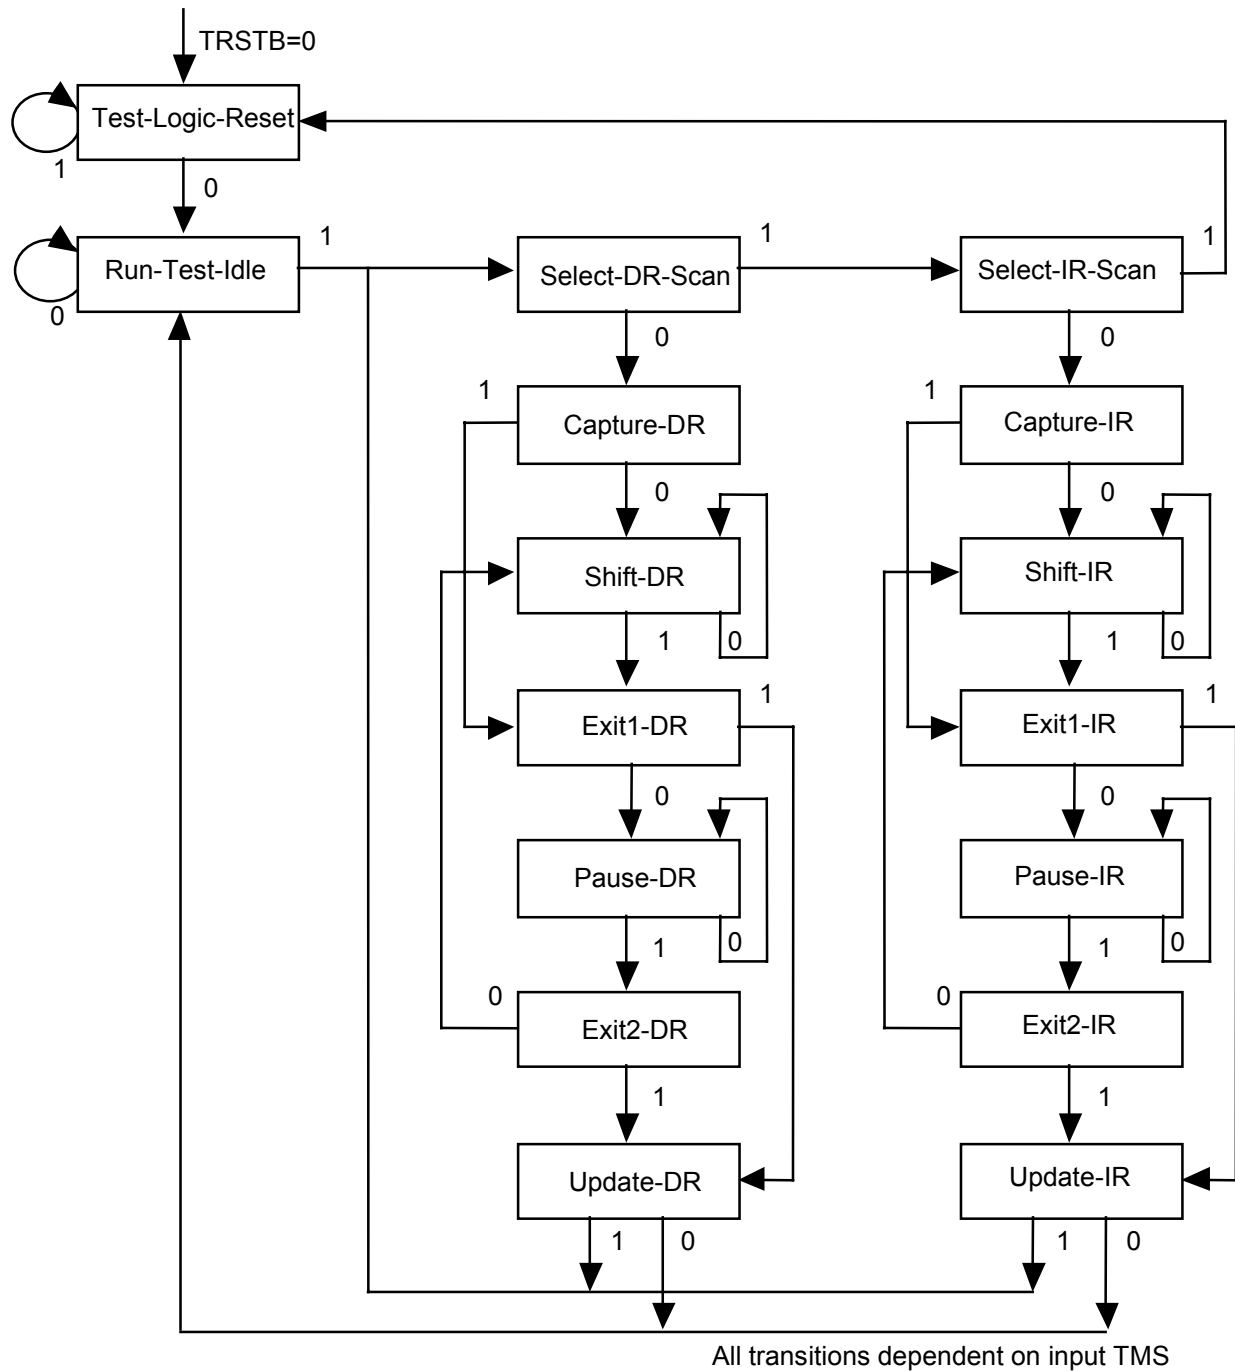 TRSTB=0
Test-Logic-Reset
1
0
Run-Test-Idle
1
0
Select-DR-Scan
1
Select-IR-Scan
1
0
0
1
Capture-DR
1
Capture-IR
0
0
Shift-DR
Shift-IR
1
0
1
0
Exit1-DR
1
Exit1-IR
1
0
0
Pause-DR
Pause-IR
1
0
1
0
0
Exit2-DR
0
Exit2-IR
1
1
Update-DR
Update-IR
1
0
1
0
All transitions dependent on input TMS